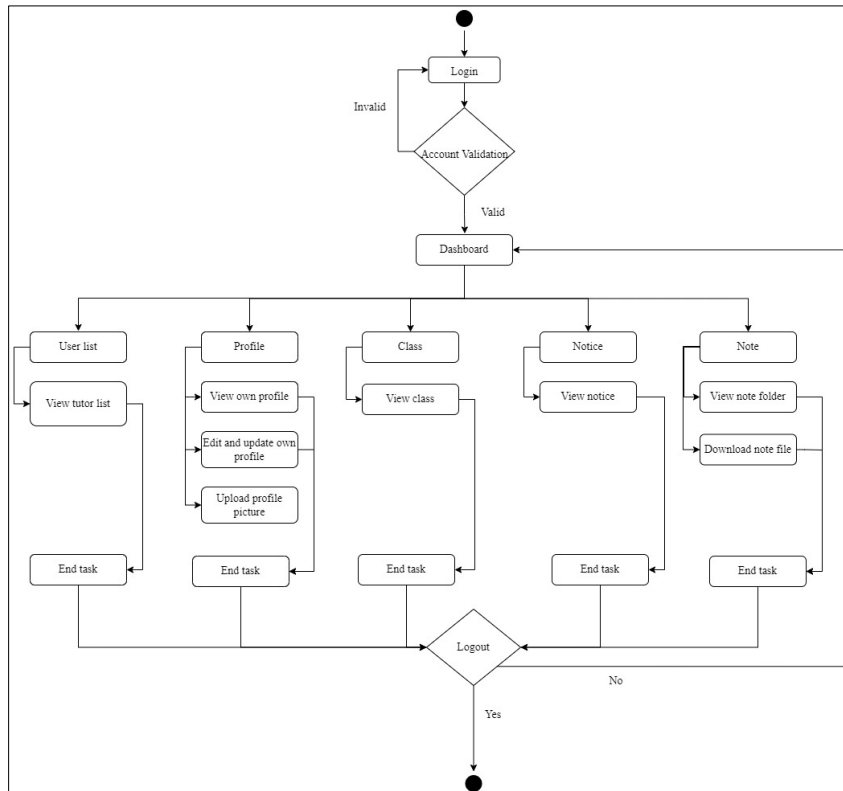 Login
Invalid
Account Validation
Valid
Dashboard
User list
Profile
Class
Notice
Note
View tutor list
View own profile
View class
View notice
View note folder
Edit and update own
profile
Download note file
Upload profile
picture
End task
End task
End task
End task
End task
Logout
No
Yes